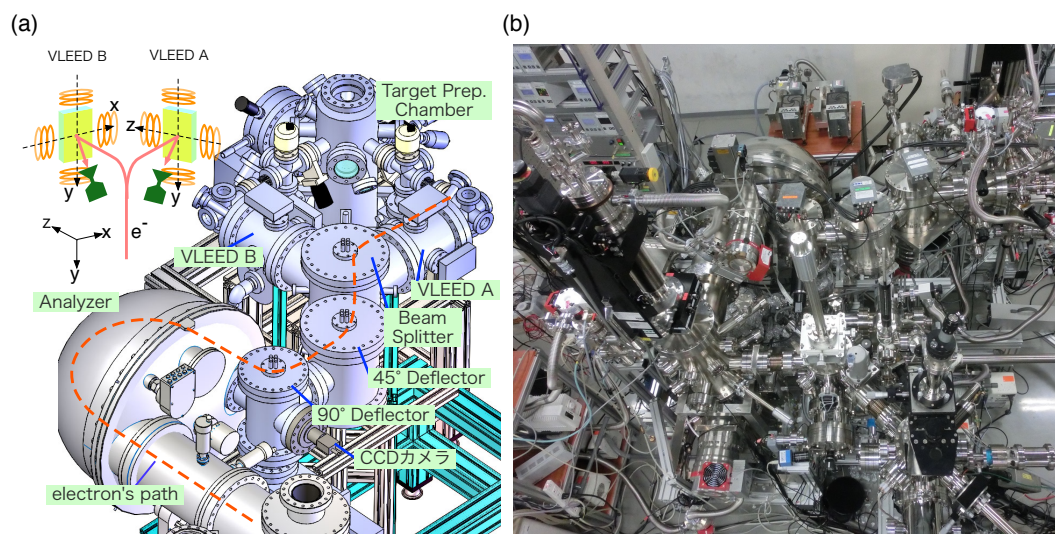 (a)
(b)
VLEED B
VLEED A
x
z
y
y
e-
z
x
y
Target Prep.
Chamber
VLEED B
VLEED A
Analyzer
Beam
Splitter
45° Deflector
90° Deflector
CCDカメラ
electron's path